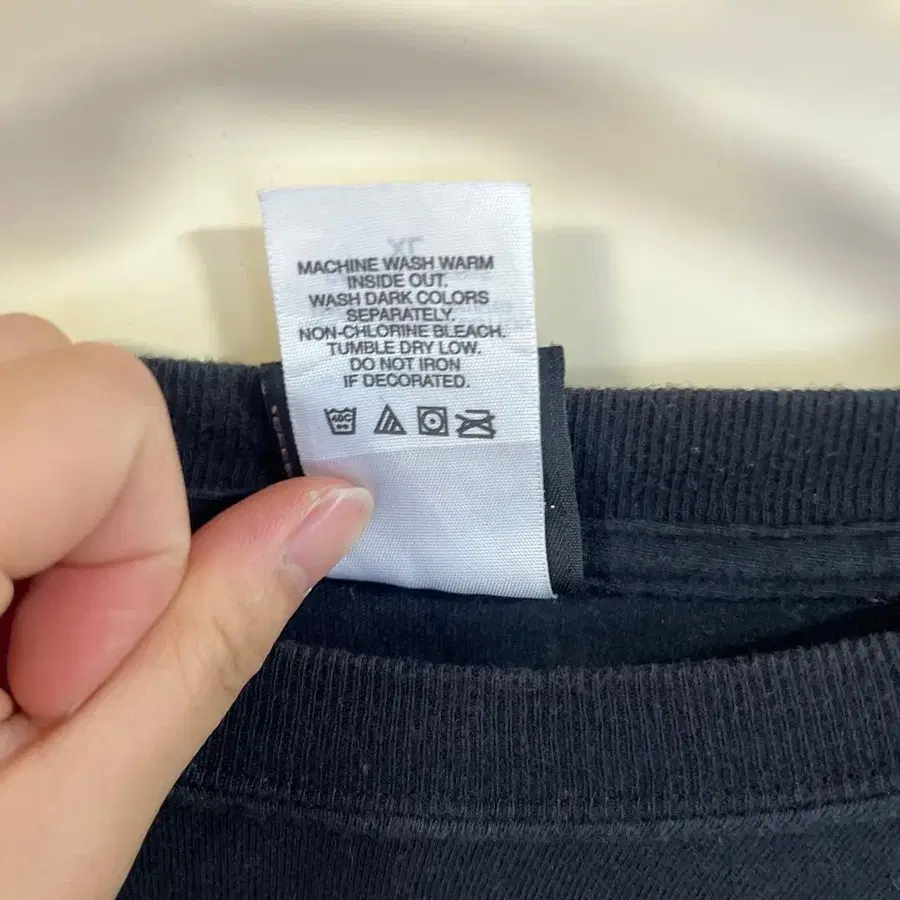 MACHINE WASH WARM
INSIDE OUT.
WASH DARK COLORS
SEPARATELY.
NON-CHLORINE BLEACH.
TUMBLE DRY LOW.
DO NOT IRON
IF DECORATED.
40C